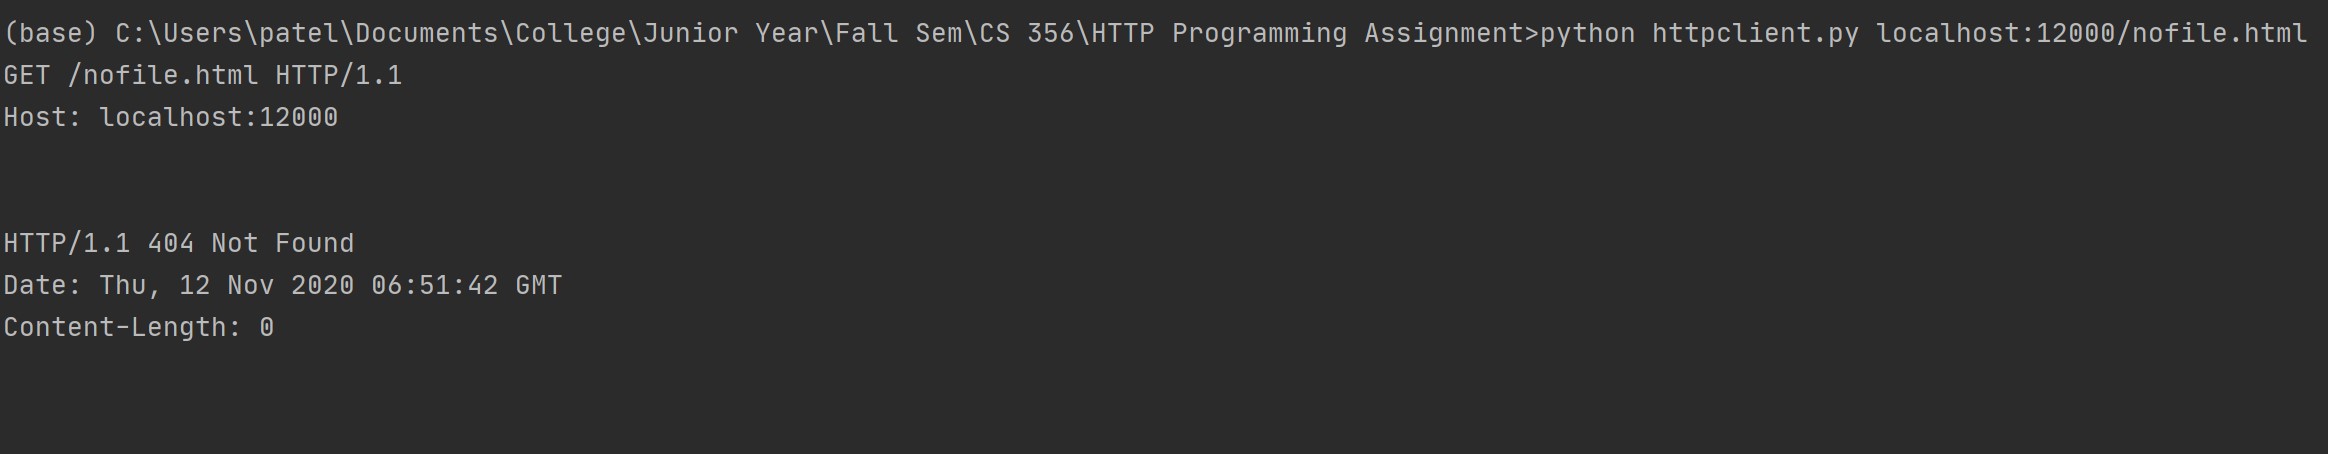 (base) C:\Users\patel\Documents\College\Junior Year\Fall Sem\CS 356\HTTP Programming Assignment>python httpclient.py localhost:12000/nofile.html
GET /nofile.html HTTP/1.1
Host: localhost:12000
HTTP/1.1 404 Not Found
Date: Thu, 12 Nov 2020 06:51:42 GMT
Content-Length: 0